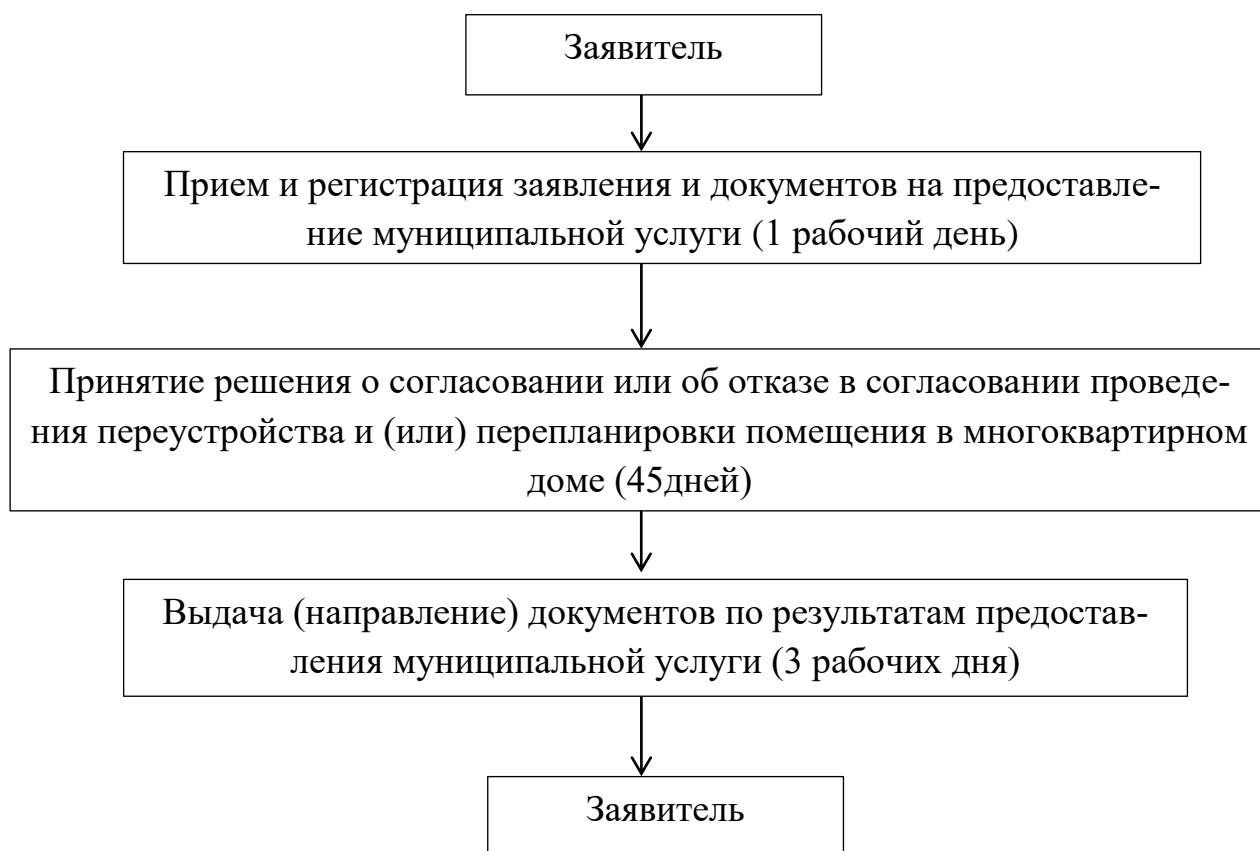 Заявитель
Прием и регистрация заявления и документов на предоставле-
ние муниципальной услуги (1 рабочий день)
Принятие решения о согласовании или об отказе в согласовании проведе-
ния переустройства и (или) перепланировки помещения в многоквартирном
доме (45дней)
Выдача (направление) документов по результатам предостав-
ления муниципальной услуги (3 рабочих дня)
Заявитель